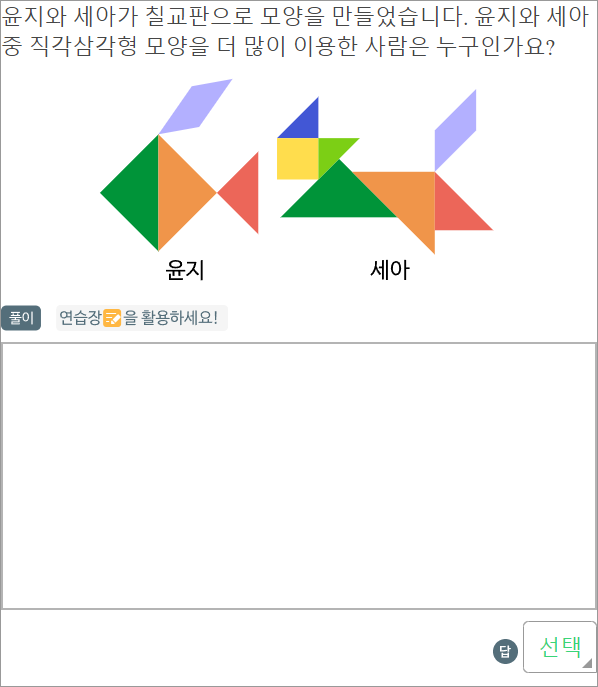 윤지와 세아가 칠교판으로 모양을 만들었습니다. 윤지와 세아
중 직각삼각형 모양을 더 많이 이용한 사람은 누구인가요?
윤지
세아
풀이
연습장을 활용하세요!
답
선택